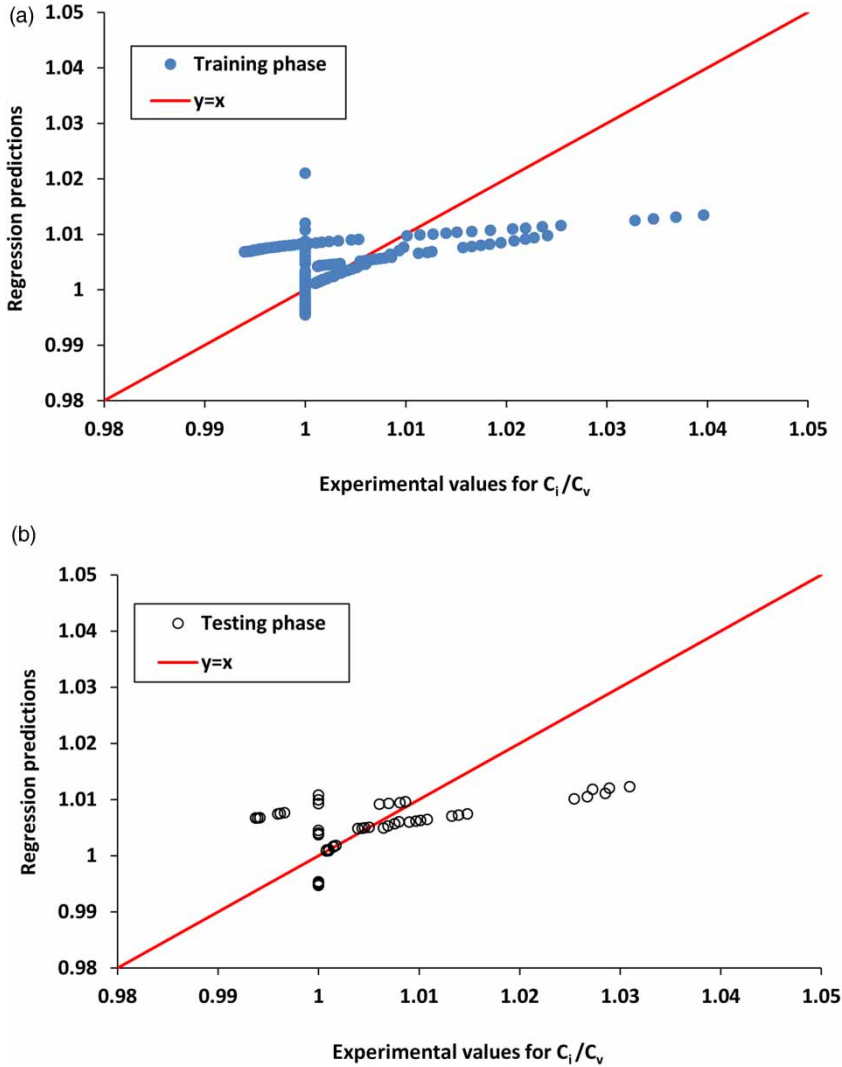 (a)
1.05
1.04
1.03
1.02
1.01
1
0.99
0.98
Regression predictions
Training phase
y=x
0.98 0.99 1 1.01 1.02 1.03 1.04 1.05
Experimental values for Ci/Cv
(b)
1.05
1.04
1.03
1.02
1.01
1
0.99
0.98
Regression predictions
Testing phase
y=x
0.98 0.99 1 1.01 1.02 1.03 1.04 1.05
Experimental values for Ci/Cv